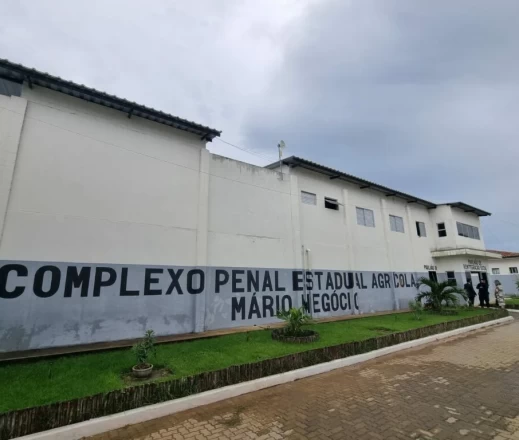 COMPLEXO PENAL ESTADUAL AGRÍCOLA
MÁRIO NEGÓCIO